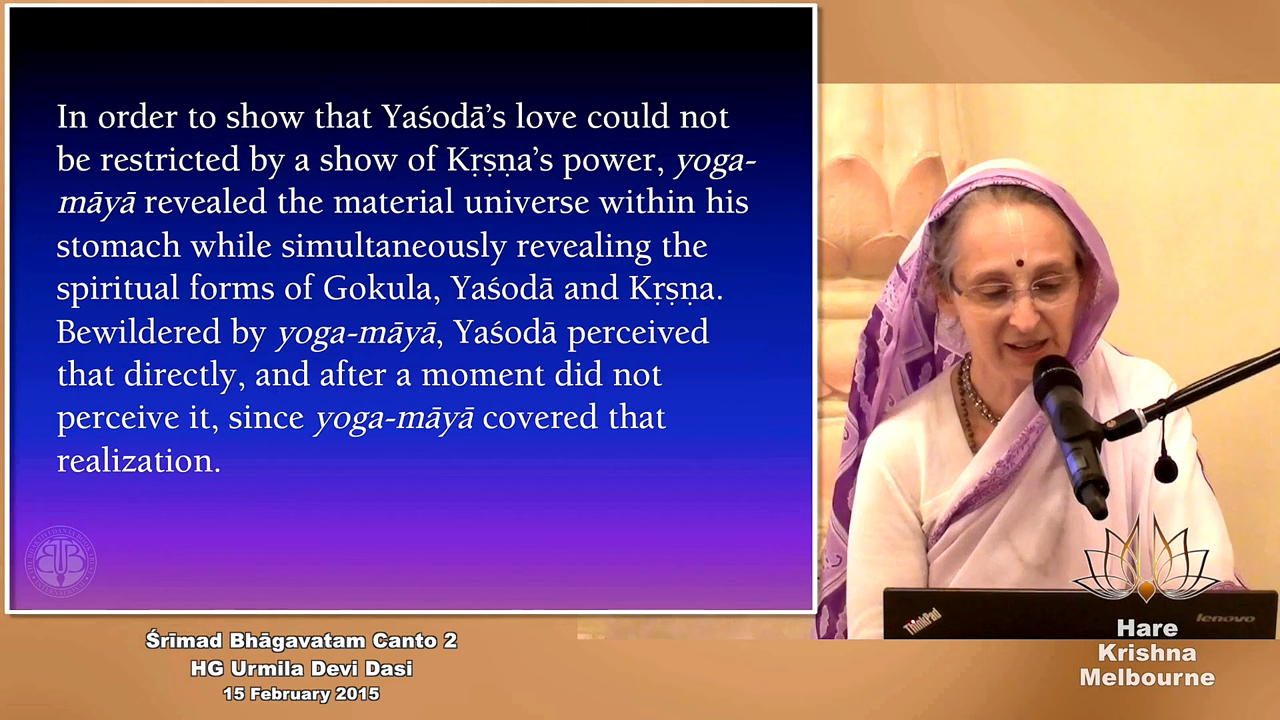 In order to show that Yaśodā’s love could not
be restricted by a show of Kṛṣṇa’s power, yoga-
māyā revealed the material universe within his
stomach while simultaneously revealing the
spiritual forms of Gokula, Yaśodā and Kṛṣṇa.
Bewildered by yoga-māyā, Yaśodā perceived
that directly, and after a moment did not
perceive it, since yoga-māyā covered that
realization.
Śrīmad Bhāgavatam Canto 2
HG Urmila Devi Dasi
15 February 2015
ThinkPad
lenovo
Hare
Krishna
Melbourne